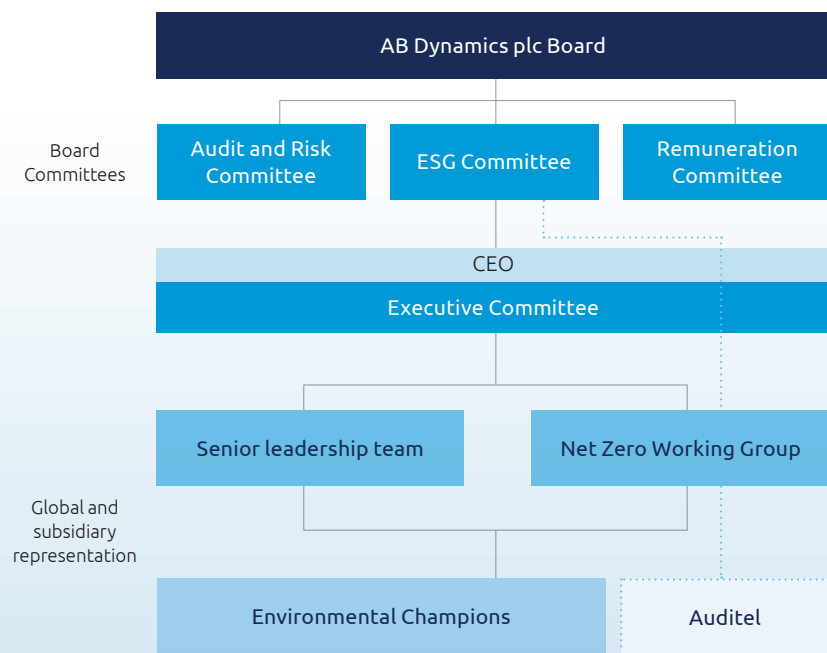 AB Dynamics plc Board
Board
Committees
Audit and Risk
Committee
ESG Committee
Remuneration
Committee
CEO
Executive Committee
Senior leadership team
Net Zero Working Group
Global and
subsidiary
representation
Environmental Champions
Auditel